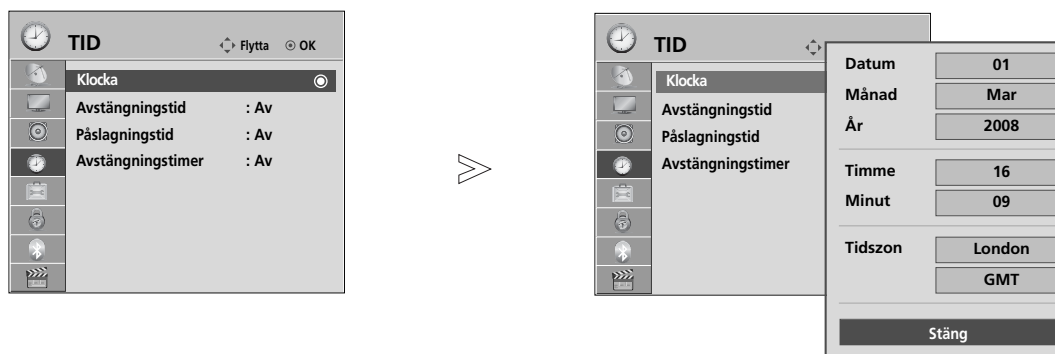 TID
Flytta
OK
Klocka
Avstängningstid : Av
Påslagningstid : Av
Avstängningstimer : Av
TID
Klocka
Avstängningstid
Påslagningstid
Avstängningstimer
Datum 01
Månad Mar
År 2008
Timme 16
Minut 09
Tidszon London
GMT
Stäng